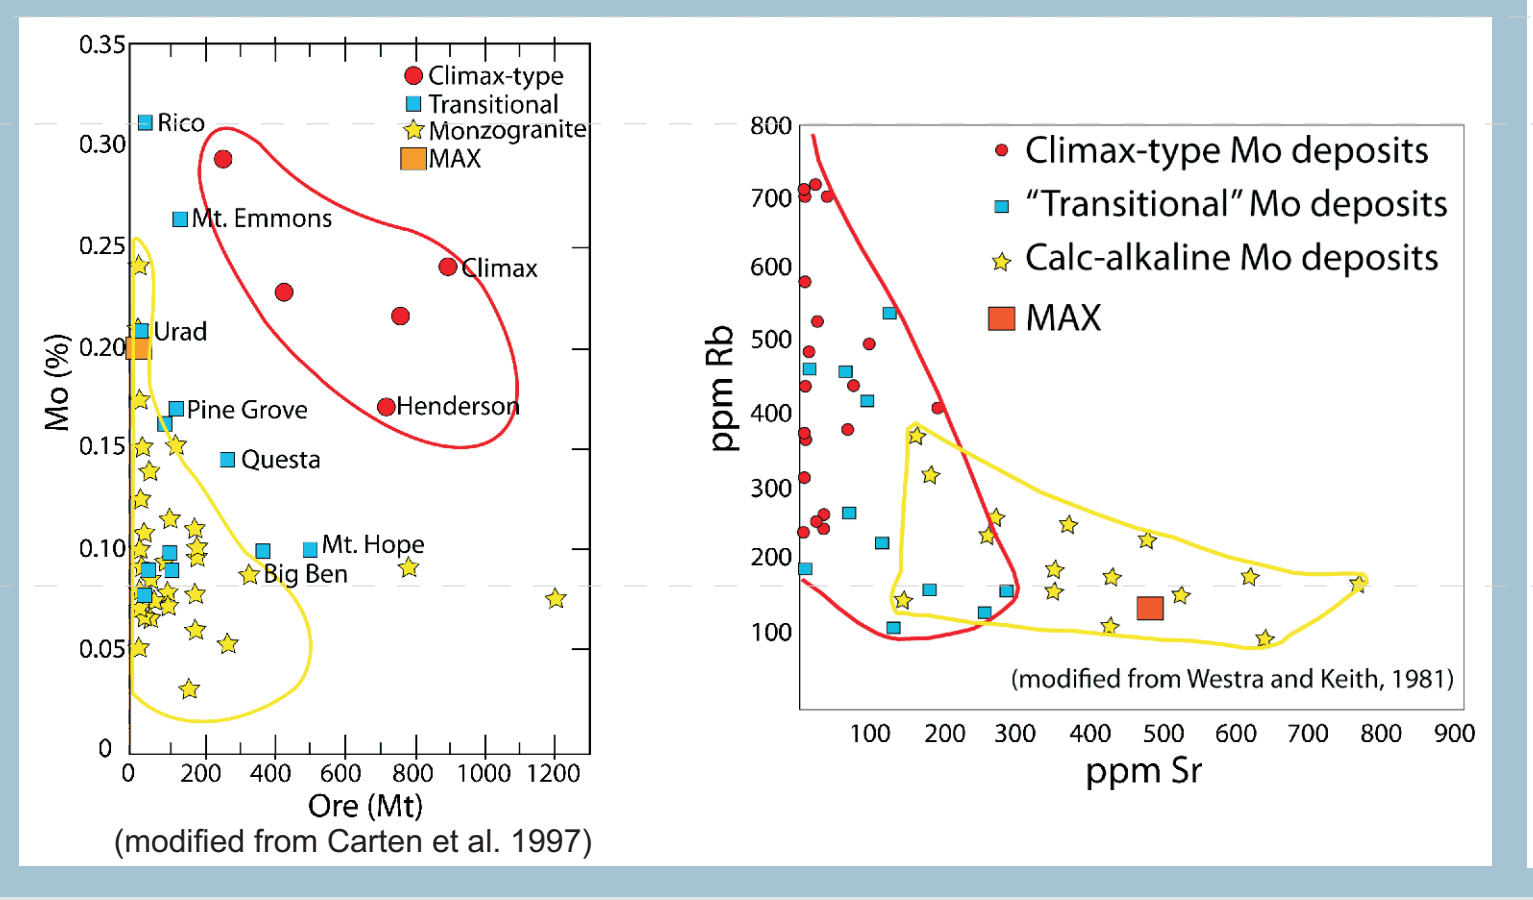 0.35
0.30
0.25
0.20
0.15
0.10
0.05
0
Mo (%)
Climax-type
Transitional
Monzogranite
MAX
Rico
Mt. Emmons
Climax
Urad
Pine Grove
Henderson
Questa
Mt. Hope
Big Ben
0 200 400 600 800 1000 1200
Ore (Mt)
(modified from Carten et al. 1997)
800
700
600
500
400
300
200
100
ppm Rb
Climax-type Mo deposits
“Transitional” Mo deposits
Calc-alkaline Mo deposits
MAX
(modified from Westra and Keith, 1981)
100 200 300 400 500 600 700 800 900
ppm Sr